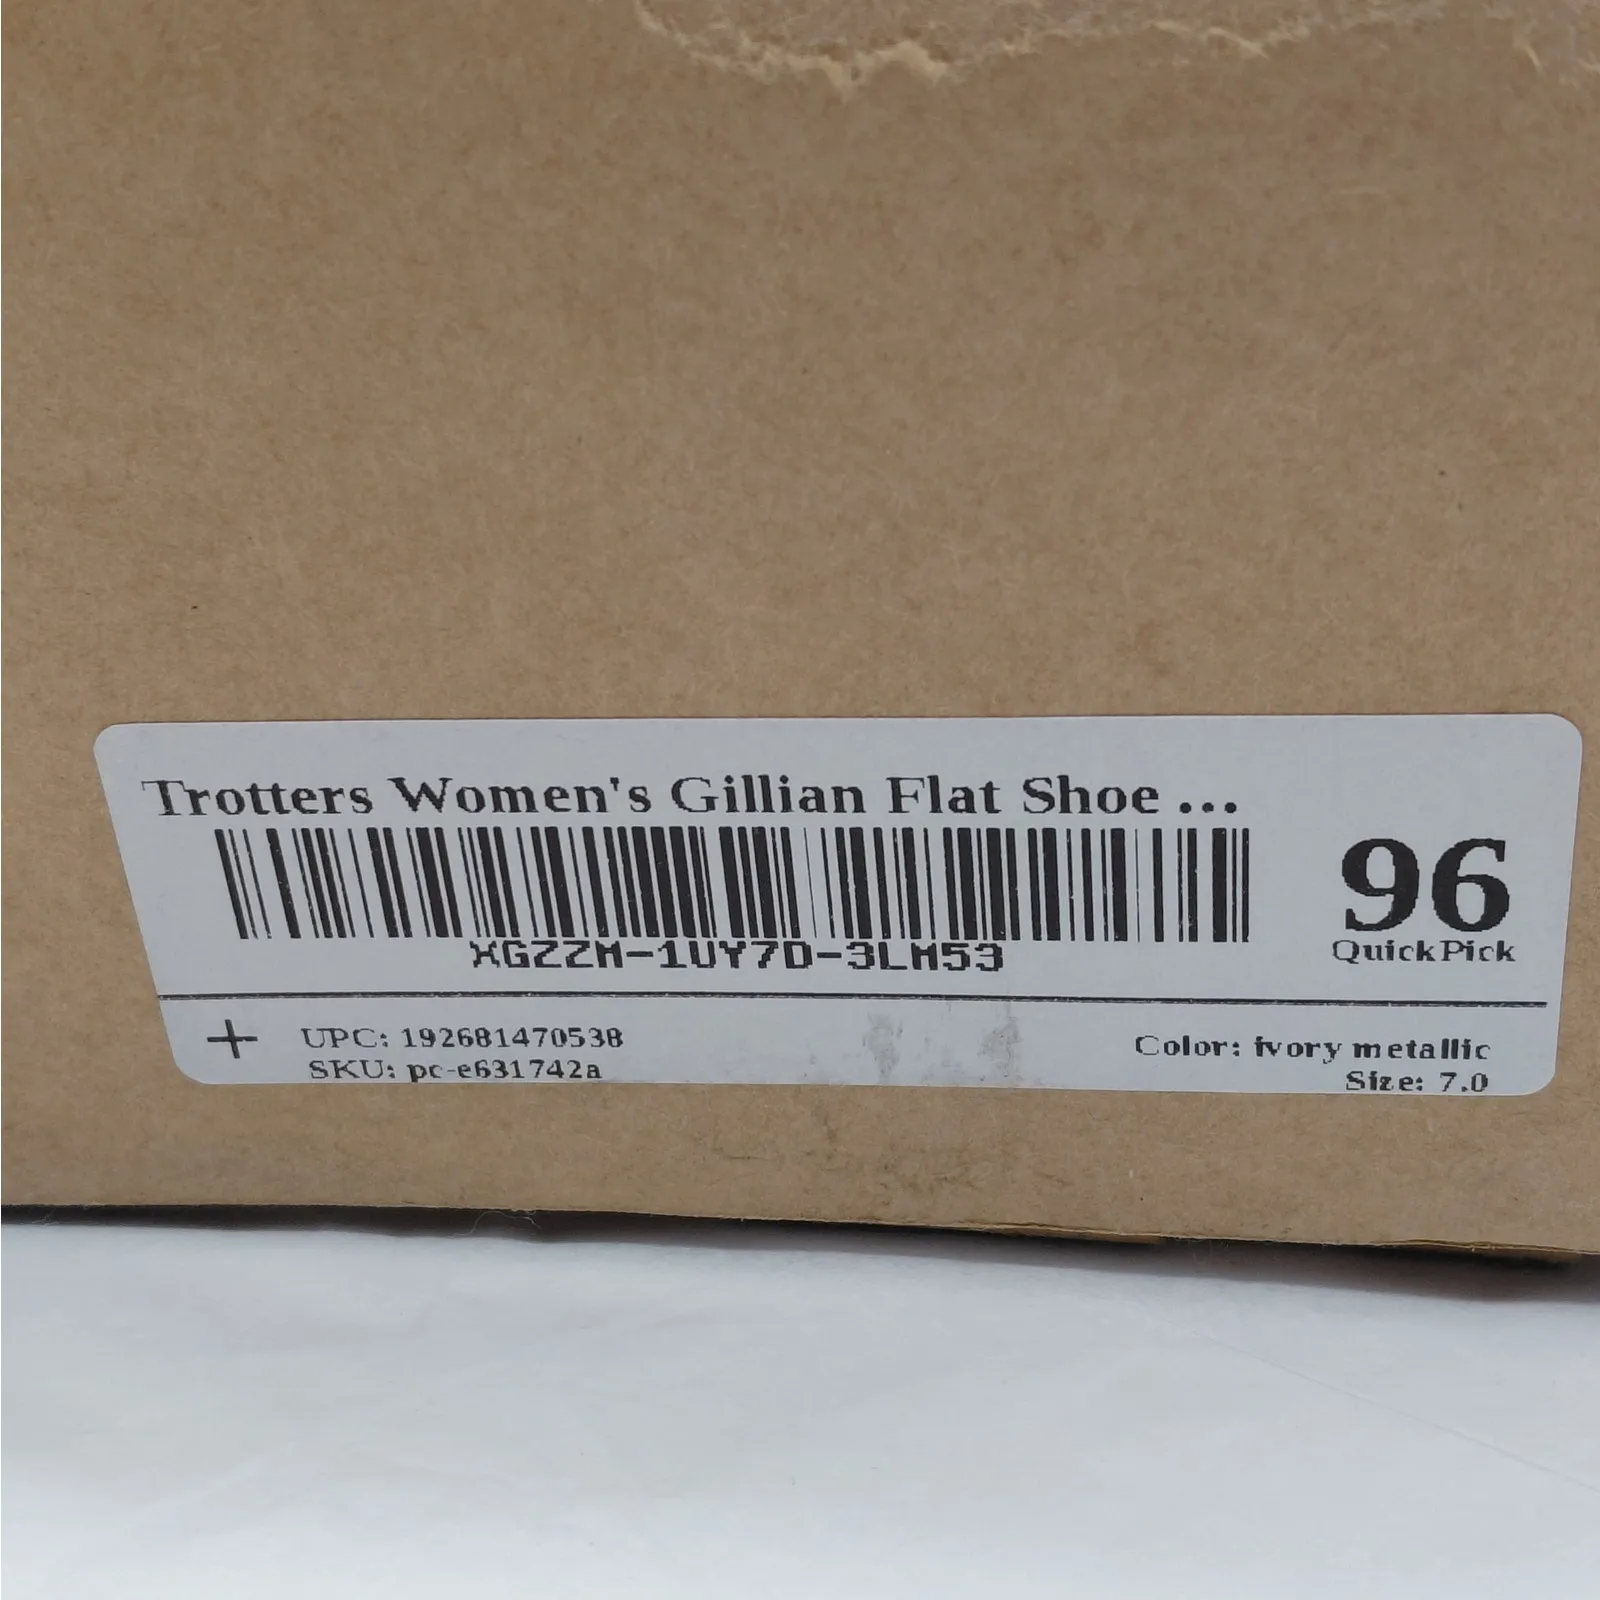 Trotters Women's Gillian Flat Shoe ...
XGZZM-1UY7D-3LM53
96
QuickPick
+
UPC: 192681470538
SKU: pc-e631742a
Color: ivory metallic
Size: 7.0